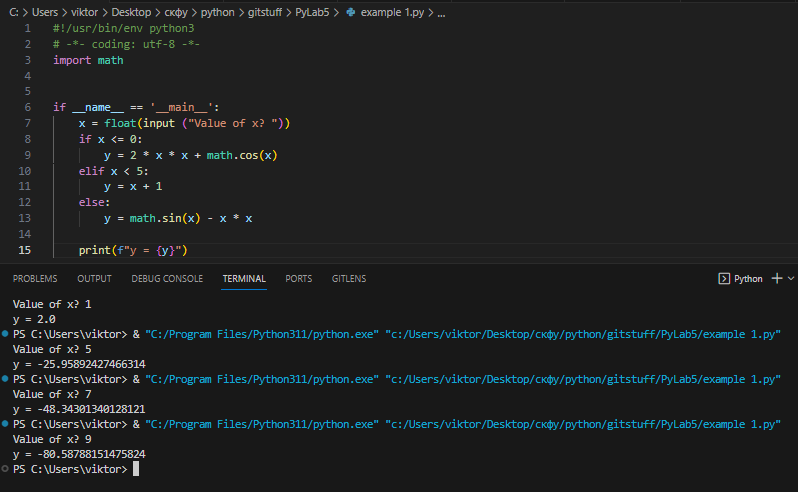 C: > Users > viktor > Desktop > скфу > python > gitstuff > PyLab5 > example 1.py > ...
1 #!/usr/bin/env python3
2 # -*- coding: utf-8 -*-
3 import math
4
5
6 if __name__ == '__main__':
7     x = float(input ("Value of x? "))
8     if x <= 0:
9         y = 2 * x * x + math.cos(x)
10     elif x < 5:
11         y = x + 1
12     else:
13         y = math.sin(x) - x * x
14
15     print(f"y = {y}")
PROBLEMS OUTPUT DEBUG CONSOLE TERMINAL PORTS GITLENS Python
Value of x? 1
y = 2.0
PS C:\Users\viktor> & "C:/Program Files/Python311/python.exe" "c:/Users/viktor/Desktop/скфу/python/gitstuff/PyLab5/example 1.py"
Value of x? 5
y = -25.95892427466314
PS C:\Users\viktor> & "C:/Program Files/Python311/python.exe" "c:/Users/viktor/Desktop/скфу/python/gitstuff/PyLab5/example 1.py"
Value of x? 7
y = -48.34301340128121
PS C:\Users\viktor> & "C:/Program Files/Python311/python.exe" "c:/Users/viktor/Desktop/скфу/python/gitstuff/PyLab5/example 1.py"
Value of x? 9
y = -80.58788151475824
PS C:\Users\viktor>